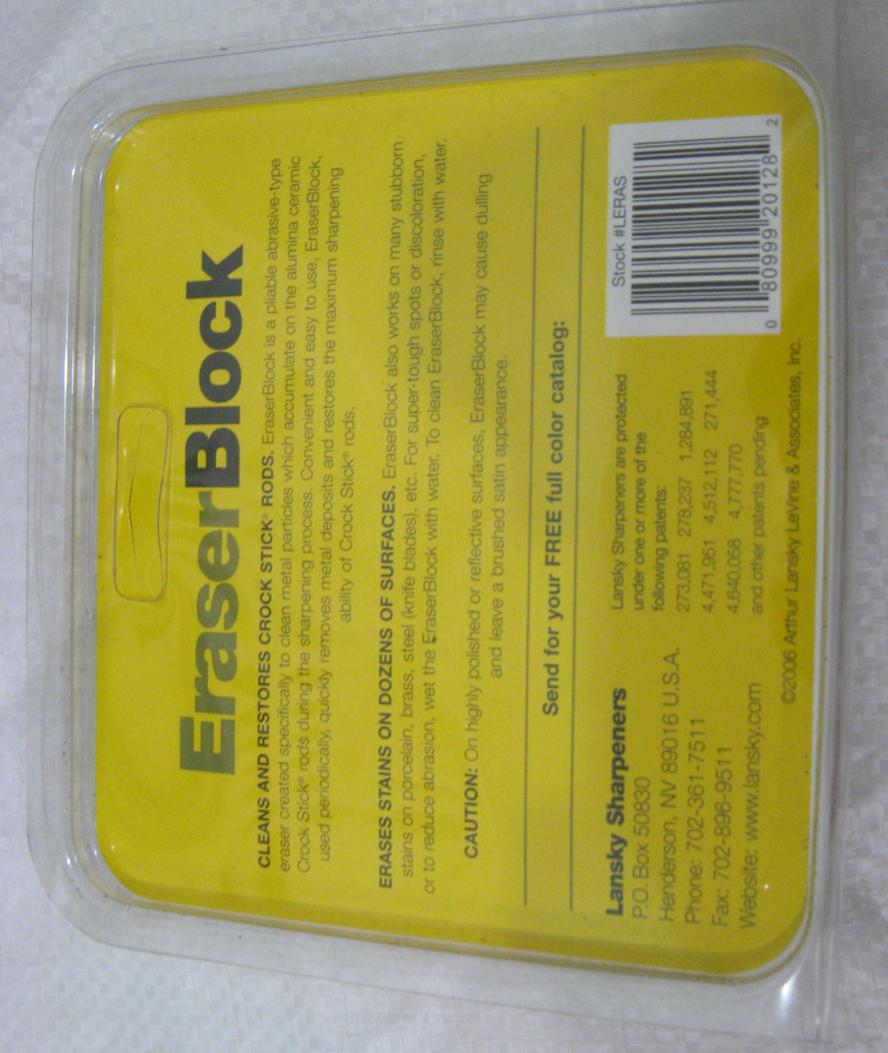 EraserBlock
CLEANS AND RESTORES CROCK STICK® RODS. EraserBlock is a pliable abrasive-type
eraser created specifically to clean metal particles which accumulate on the alumina ceramic
Crock Stick® rods during the sharpening process. Convenient and easy to use, EraserBlock,
used periodically, quickly removes metal deposits and restores the maximum sharpening
ability of Crock Stick® rods.
ERASES STAINS ON DOZENS OF SURFACES. EraserBlock also works on many stubborn
stains on porcelain, brass, steel (knife blades), etc. For super-tough spots or discoloration,
or to reduce abrasion, wet the EraserBlock with water. To clean EraserBlock, rinse with water.
CAUTION: On highly polished or reflective surfaces, EraserBlock may cause dulling
and leave a brushed satin appearance.
Send for your FREE full color catalog:
Lansky Sharpeners
P.O. Box 50830
Henderson, NV 89016 U.S.A.
Phone: 702-361-7511
Fax: 702-896-9511
Website: www.lansky.com
Lansky Sharpeners are protected
under one or more of the
following patents:
273,081 278,237 1,284,891
4,471,951 4,512,112 271,444
4,640,058 4,777,770
and other patents pending
Stock #LERAS
0 80999 20128 2
©2006 Arthur Lansky LeVine & Associates, Inc.